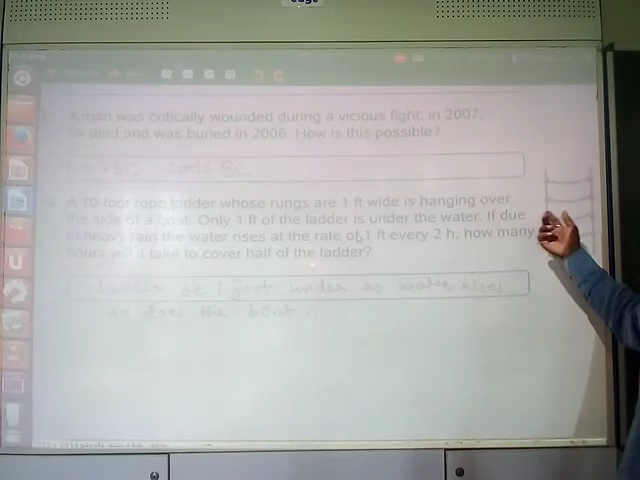 edge
A man was critically wounded during a vicious fight; in 2007,
he died and was buried in 2006. How is this possible?
2006 BC
A 10-foot rope ladder whose rungs are 1 ft wide is hanging over
the side of a boat. Only 1 ft of the ladder is under the water. If due
to heavy rain the water rises at the rate of 1 ft every 2 h, how many
hours will it take to cover half of the ladder?
be 1 foot under as water rises
so does the boat